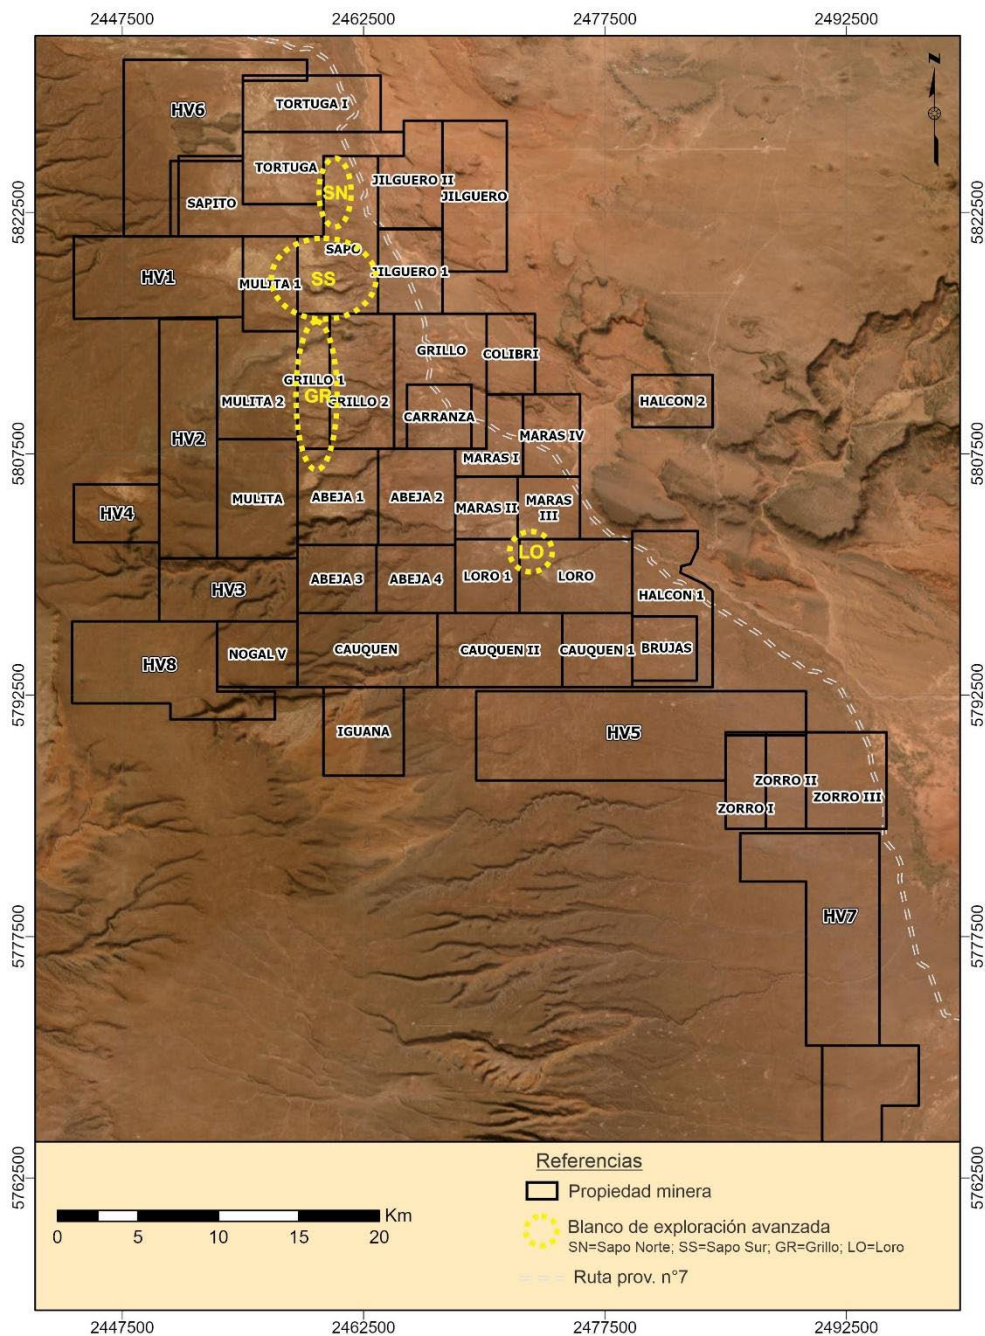 2447500 2462500 2477500 2492500
N
HV6
TORTUGA I
TORTUGA
JILGUERO II
SN
JILGUERO
SAPITO
5822500 5822500
SAPO
HV1
MULITA 1
SS
JILGUERO 1
GRILLO
COLIBRI
GRILLO 1
GR
GRILLO 2
MULITA 2
CARRANZA
HALCON 2
HV2
MARAS IV
5807500 5807500
MARAS I
MULITA
ABEJA 1
ABEJA 2
MARAS II
MARAS
III
HV4
LO
ABEJA 3
ABEJA 4
LORO 1
LORO
HV3
HALCON 1
HV8
NOGAL V
CAUQUEN
CAUQUEN II
CAUQUEN 1
BRUJAS
5792500 5792500
IGUANA
HV5
ZORRO II
ZORRO I
ZORRO III
HV7
5777500 5777500
5762500 5762500
Referencias
Propiedad minera
Blanco de exploración avanzada
SN=Sapo Norte; SS=Sapo Sur; GR=Grillo; LO=Loro
Ruta prov. n°7
Km
0 5 10 15 20
2447500 2462500 2477500 2492500